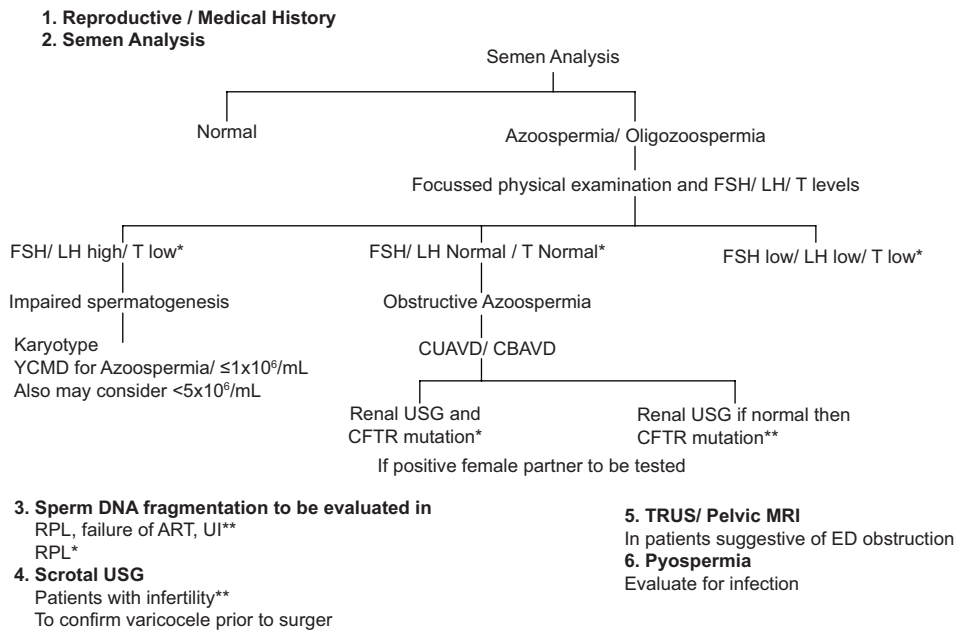 1. Reproductive / Medical History
2. Semen Analysis
Semen Analysis
Normal
Azoospermia/ Oligozoospermia
Focussed physical examination and FSH/ LH/ T levels
FSH/ LH high/ T low*
FSH/ LH Normal / T Normal*
FSH low/ LH low/ T low*
Impaired spermatogenesis
Obstructive Azoospermia
Karyotype
YCMD for Azoospermia/ ≤1x10⁶/mL
Also may consider <5x10⁶/mL
CUAVD/ CBAVD
Renal USG and
CFTR mutation*
Renal USG if normal then
CFTR mutation**
If positive female partner to be tested
3. Sperm DNA fragmentation to be evaluated in
RPL, failure of ART, UI**
RPL*
4. Scrotal USG
Patients with infertility**
To confirm varicocele prior to surger
5. TRUS/ Pelvic MRI
In patients suggestive of ED obstruction
6. Pyospermia
Evaluate for infection